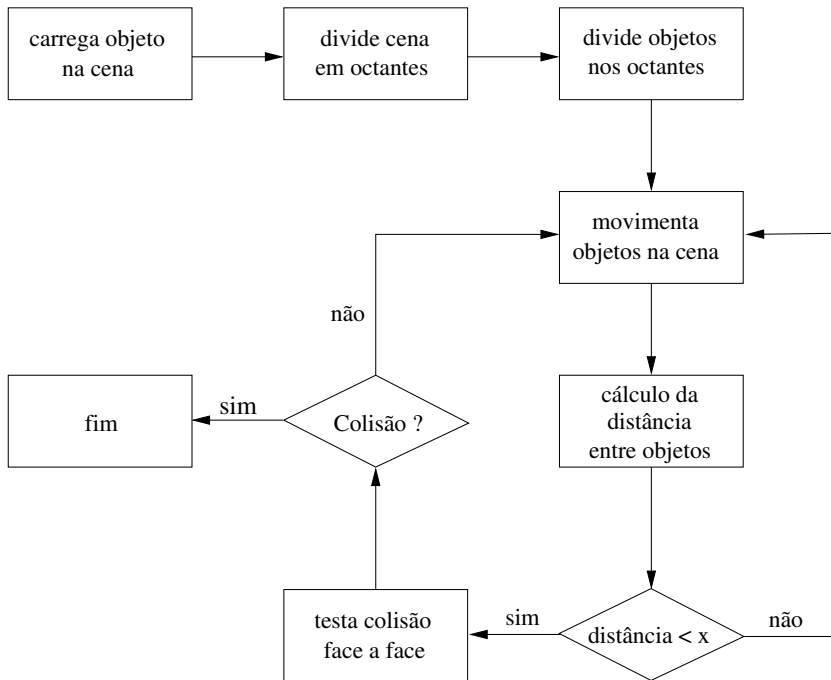 carrega objeto
na cena
divide cena
em octantes
divide objetos
nos octantes
movimenta
objetos na cena
não
fim
sim
Colisão ?
cálculo da
distância
entre objetos
testa colisão
face a face
sim
distância < x
não